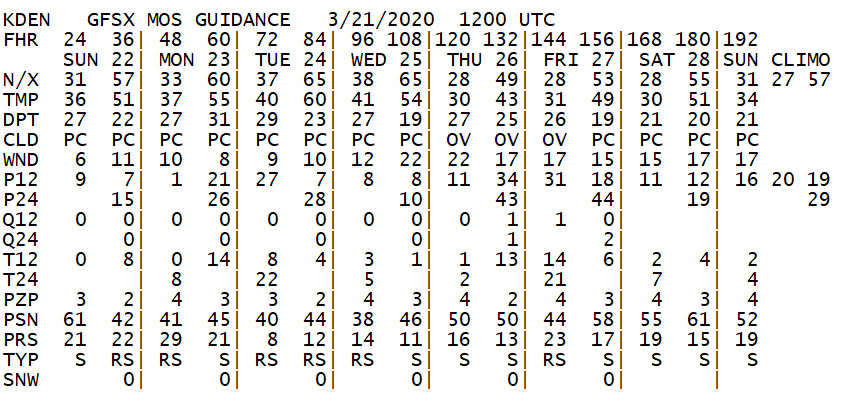 KDEN   GFSX MOS GUIDANCE   3/21/2020  1200 UTC
FHR  24  36| 48  60| 72  84| 96 108|120 132|144 156|168 180|192
     SUN 22| MON 23| TUE 24| WED 25| THU 26| FRI 27| SAT 28|SUN CLIMO
N/X  31  57| 33  60| 37  65| 38  65| 28  49| 28  53| 28  55| 31 27 57
TMP  36  51| 37  55| 40  60| 41  54| 30  43| 31  49| 30  51| 34
DPT  27  22| 27  31| 29  23| 27  19| 27  25| 26  19| 21  20| 21
CLD  PC  PC| PC  PC| PC  PC| PC  PC| OV  OV| OV  PC| PC  PC| PC
WND   6  11| 10   8|  9  10| 12  22| 22  17| 17  15| 15  17| 17
P12   9   7|  1  21| 27   7|  8   8| 11  34| 31  18| 11  12| 16 20 19
P24      15|     26|     28|     10|     43|     44|     19|       29
Q12   0   0|  0   0|  0   0|  0   0|  0   1|  1   0|       |
Q24       0|      0|      0|      0|      1|      2|       |
T12   0   8|  0  14|  8   4|  3   1|  1  13| 14   6|  2   4|  2
T24        |  8    | 22    |  5    |  2    | 21    |  7    |  4
PZP   3   2|  4   3|  3   2|  4   3|  4   2|  4   3|  4   3|  4
PSN  61  42| 41  45| 40  44| 38  46| 50  50| 44  58| 55  61| 52
PRS  21  22| 29  21|  8  12| 14  11| 16  13| 23  17| 19  15| 19
TYP   S  RS| RS   S| RS  RS| RS   S|  S   S| RS   S|  S   S|  S
SNW       0|      0|      0|      0|      0|      0|       |